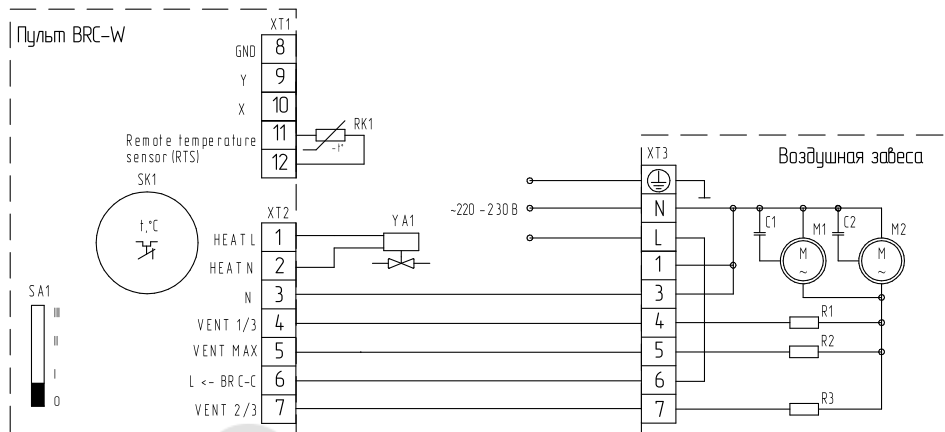 Пульт BRC-W
XT1
GND 8
Y 9
X 10
Remote temperature
sensor (RTS)
11
12
RK1
-t°
SK1
t,°C
XT2
HEAT L 1
HEAT N 2
N 3
VENT 1/3 4
VENT MAX 5
L <- BRC-C 6
VENT 2/3 7
YA1
SA1
III
II
I
0
~220 - 230 В
XT3
Воздушная завеса
N
L
1
3
4
5
6
7
C1
M1
M
~
C2
M2
M
~
R1
R2
R3